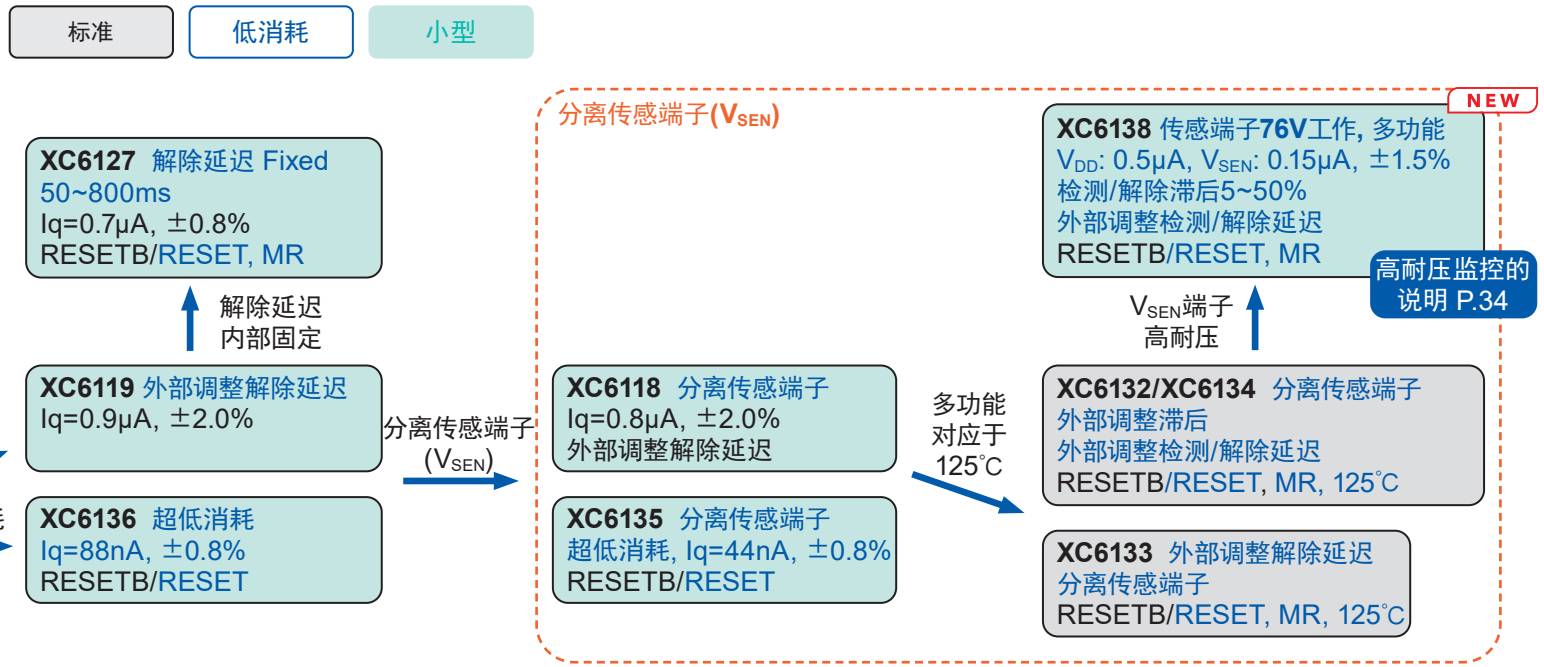 标准
低消耗
小型
分离传感端子(VSEN)
NEW
XC6127 解除延迟 Fixed
50~800ms
Iq=0.7µA, ±0.8%
RESETB/RESET, MR
XC6138 传感端子76V工作, 多功能
VDD: 0.5µA, VSEN: 0.15µA, ±1.5%
检测/解除滞后5~50%
外部调整检测/解除延迟
RESETB/RESET, MR
高耐压监控的
说明 P.34
解除延迟
内部固定
VSEN端子
高耐压
XC6119 外部调整解除延迟
Iq=0.9µA, ±2.0%
分离传感端子
(VSEN)
XC6118 分离传感端子
Iq=0.8µA, ±2.0%
外部调整解除延迟
多功能
对应于
125℃
XC6132/XC6134 分离传感端子
外部调整滞后
外部调整检测/解除延迟
RESETB/RESET, MR, 125℃
XC6136 超低消耗
Iq=88nA, ±0.8%
RESETB/RESET
XC6135 分离传感端子
超低消耗, Iq=44nA, ±0.8%
RESETB/RESET
XC6133 外部调整解除延迟
分离传感端子
RESETB/RESET, MR, 125℃